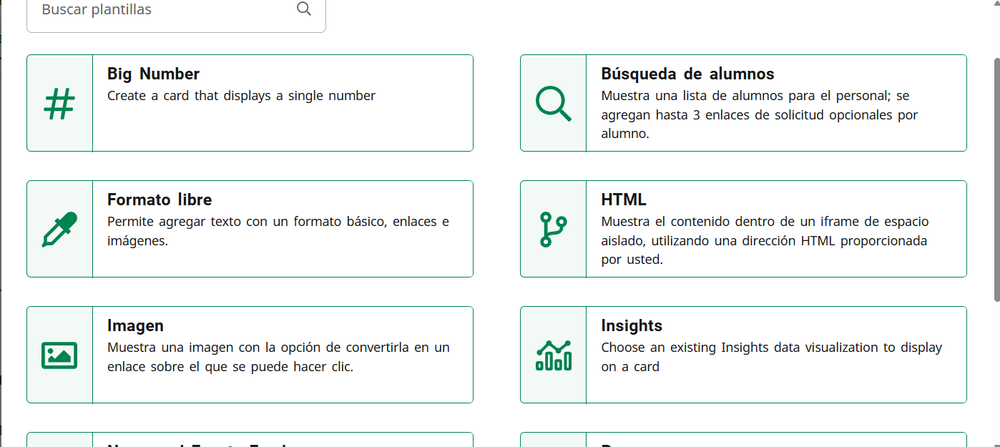 Buscar plantillas
Big Number
Create a card that displays a single number
Búsqueda de alumnos
Muestra una lista de alumnos para el personal; se
agregan hasta 3 enlaces de solicitud opcionales por
alumno.
Formato libre
Permite agregar texto con un formato básico, enlaces e
imágenes.
HTML
Muestra el contenido dentro de un iframe de espacio
aislado, utilizando una dirección HTML proporcionada
por usted.
Imagen
Muestra una imagen con la opción de convertirla en un
enlace sobre el que se puede hacer clic.
Insights
Choose an existing Insights data visualization to display
on a card